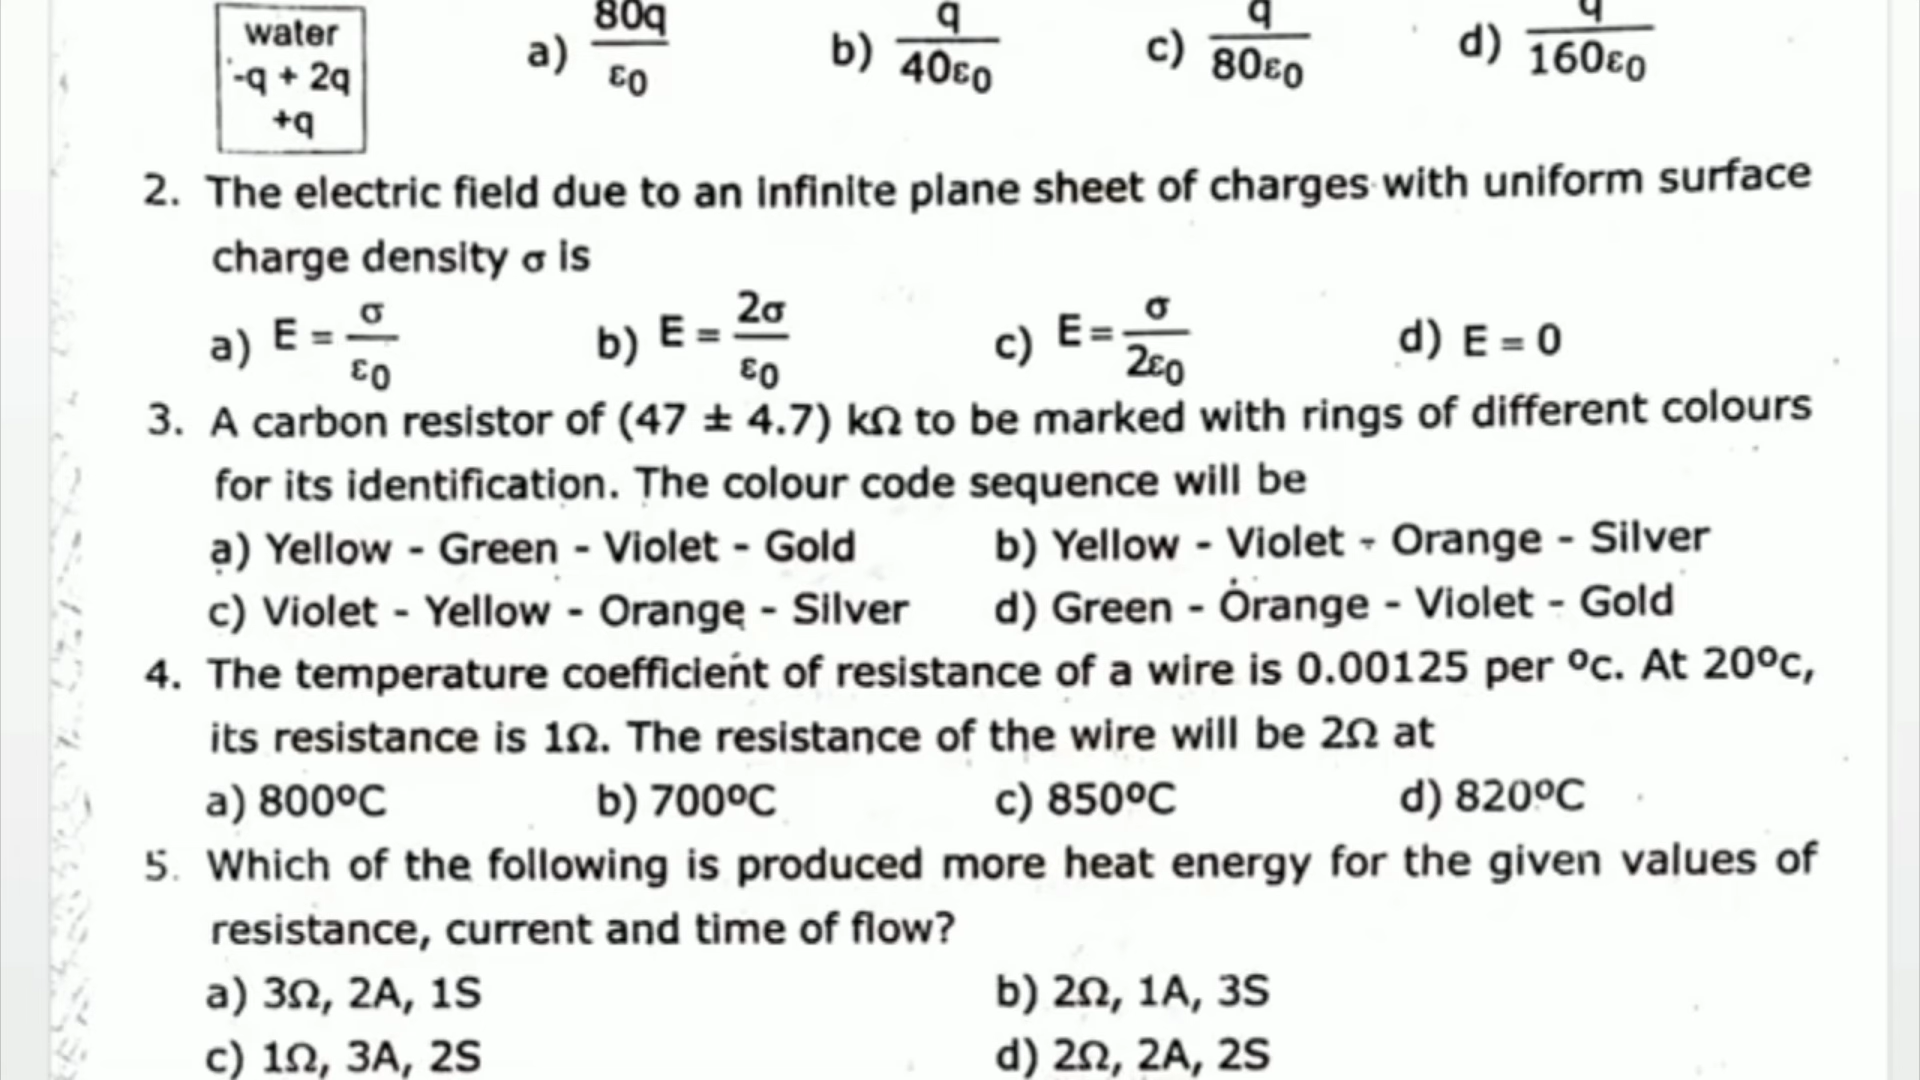 water
-q + 2q
+q
a) 80q/ε0 b) q/40ε0 c) q/80ε0 d) q/160ε0
2. The electric field due to an infinite plane sheet of charges with uniform surface
charge density σ is
a) E = σ/ε0 b) E = 2σ/ε0 c) E = σ/2ε0 d) E = 0
3. A carbon resistor of (47 ± 4.7) kΩ to be marked with rings of different colours
for its identification. The colour code sequence will be
a) Yellow - Green - Violet - Gold b) Yellow - Violet - Orange - Silver
c) Violet - Yellow - Orange - Silver d) Green - Orange - Violet - Gold
4. The temperature coefficient of resistance of a wire is 0.00125 per ºc. At 20ºc,
its resistance is 1Ω. The resistance of the wire will be 2Ω at
a) 800ºC b) 700ºC c) 850ºC d) 820ºC
5. Which of the following is produced more heat energy for the given values of
resistance, current and time of flow?
a) 3Ω, 2A, 1S b) 2Ω, 1A, 3S
c) 1Ω, 3A, 2S d) 2Ω, 2A, 2S